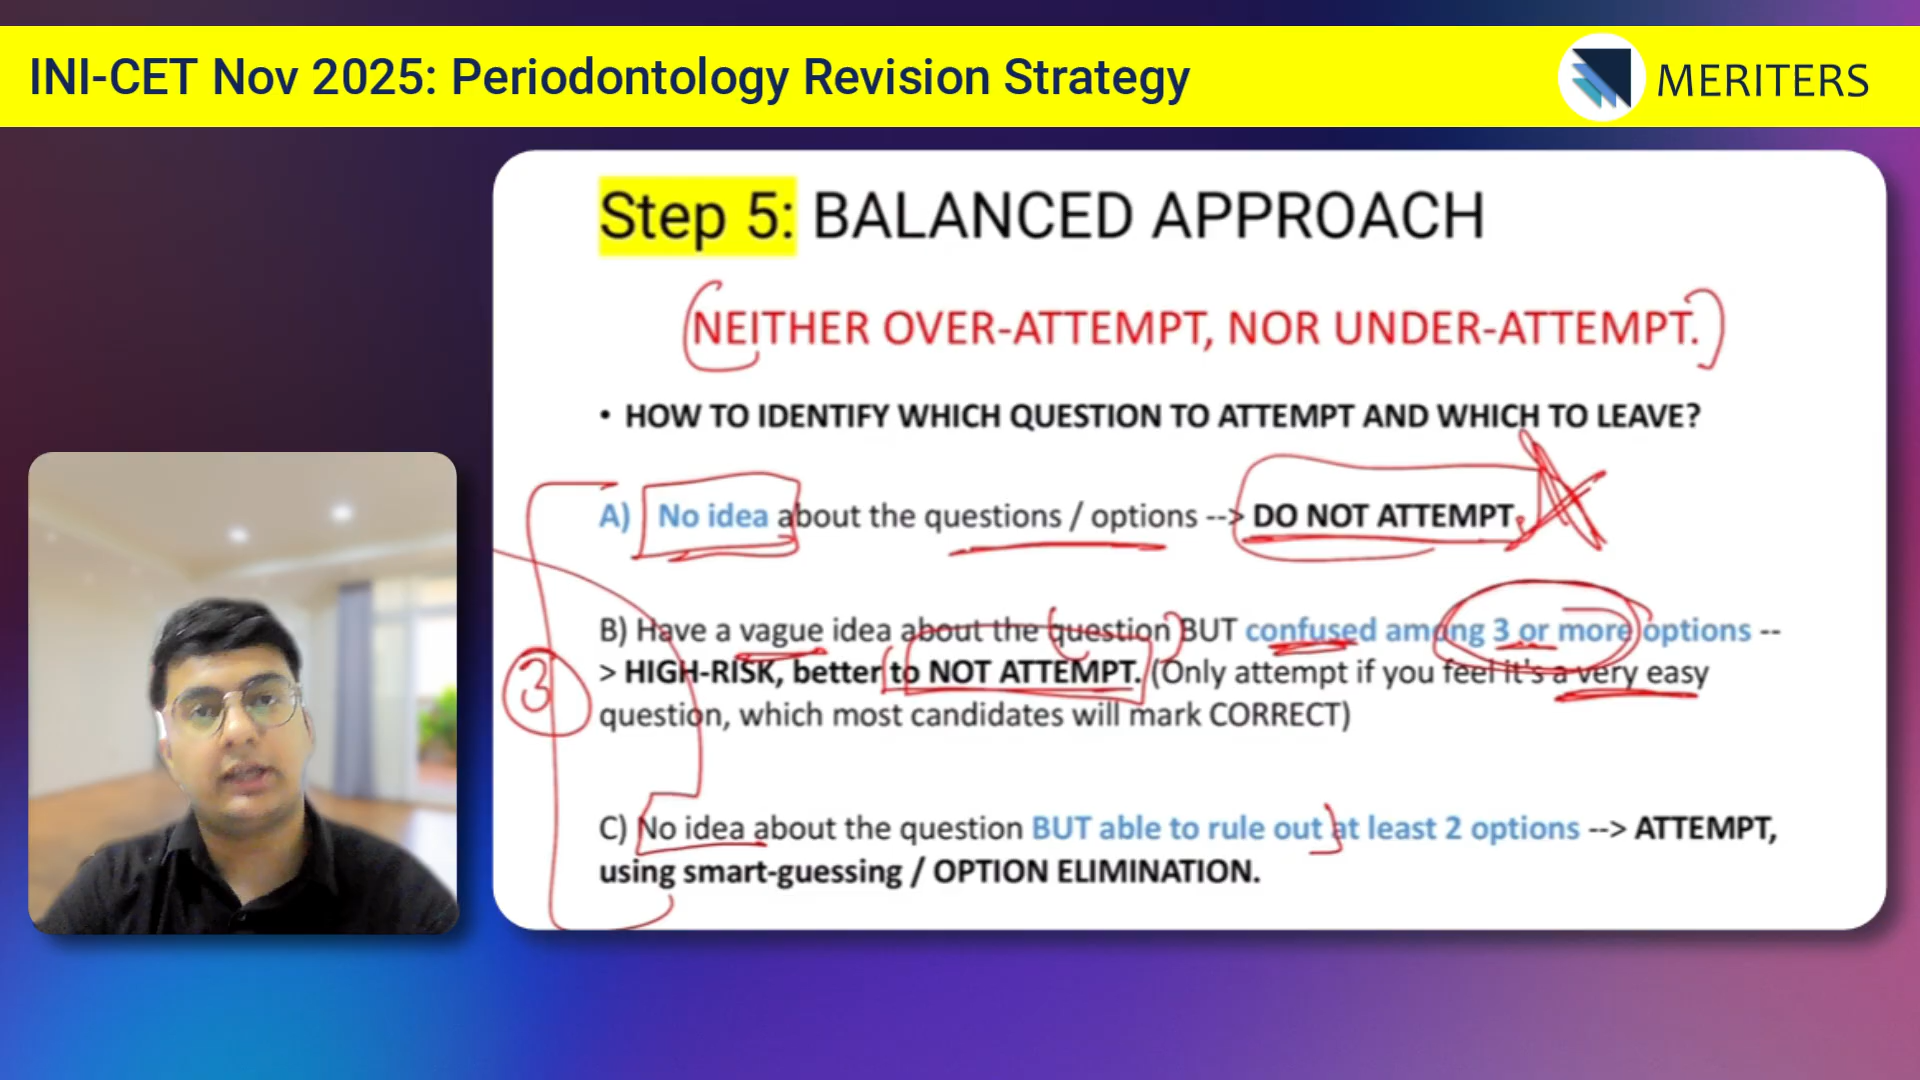 INI-CET Nov 2025: Periodontology Revision Strategy
MERITERS
Step 5: BALANCED APPROACH
NEITHER OVER-ATTEMPT, NOR UNDER-ATTEMPT.
• HOW TO IDENTIFY WHICH QUESTION TO ATTEMPT AND WHICH TO LEAVE?
A) No idea about the questions / options --> DO NOT ATTEMPT.
B) Have a vague idea about the question BUT confused among 3 or more options --
> HIGH-RISK, better to NOT ATTEMPT. (Only attempt if you feel it's a very easy
question, which most candidates will mark CORRECT)
3
C) No idea about the question BUT able to rule out at least 2 options --> ATTEMPT,
using smart-guessing / OPTION ELIMINATION.